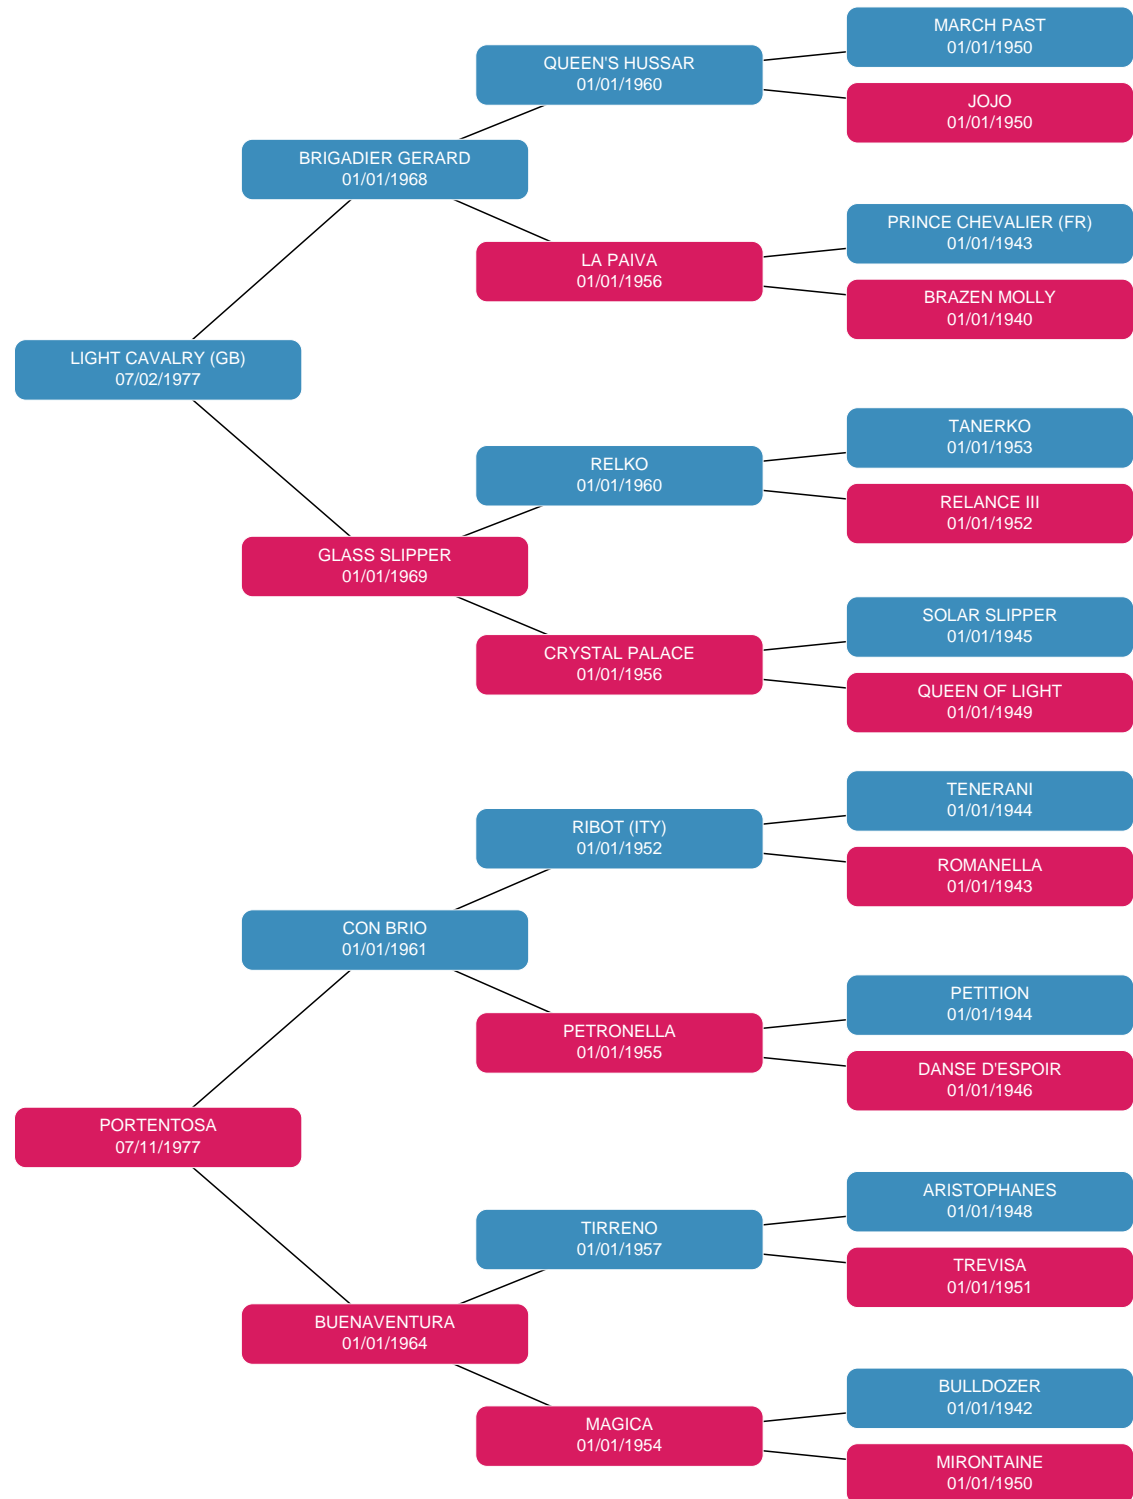 MARCH PAST
01/01/1950
QUEEN'S HUSSAR
01/01/1960
JOJO
01/01/1950
BRIGADIER GERARD
01/01/1968
PRINCE CHEVALIER (FR)
01/01/1943
LA PAIVA
01/01/1956
BRAZEN MOLLY
01/01/1940
LIGHT CAVALRY (GB)
07/02/1977
TANERKO
01/01/1953
RELKO
01/01/1960
RELANCE III
01/01/1952
GLASS SLIPPER
01/01/1969
SOLAR SLIPPER
01/01/1945
CRYSTAL PALACE
01/01/1956
QUEEN OF LIGHT
01/01/1949
TENERANI
01/01/1944
RIBOT (ITY)
01/01/1952
ROMANELLA
01/01/1943
CON BRIO
01/01/1961
PETITION
01/01/1944
PETRONELLA
01/01/1955
DANSE D'ESPOIR
01/01/1946
PORTENTOSA
07/11/1977
ARISTOPHANES
01/01/1948
TIRRENO
01/01/1957
TREVISA
01/01/1951
BUENAVENTURA
01/01/1964
BULLDOZER
01/01/1942
MAGICA
01/01/1954
MIRONTAINE
01/01/1950